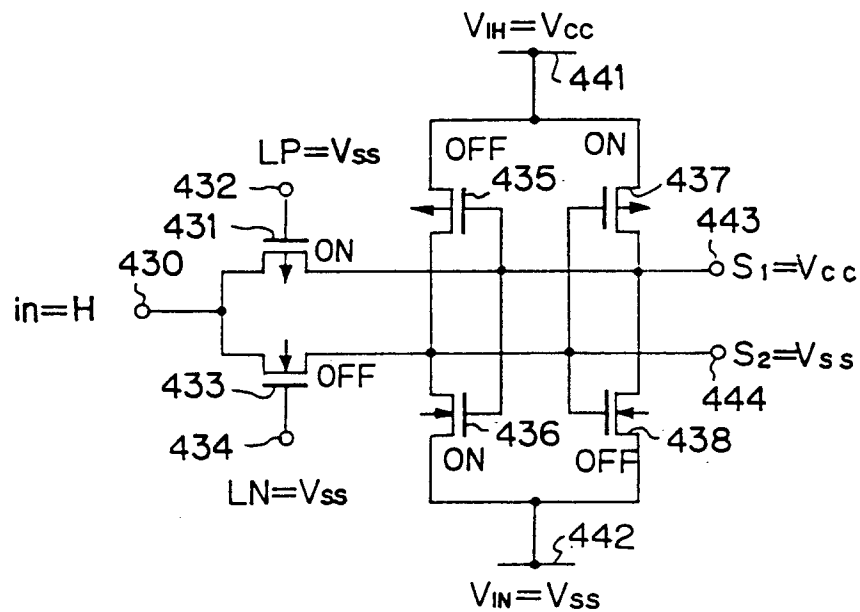 VIH=VCC
441
OFF
ON
LP=VSS
432
435
437
431
ON
443
430
S1=VCC
in=H
S2=VSS
433
OFF
444
434
436
438
ON
OFF
LN=VSS
442
VIN=VSS